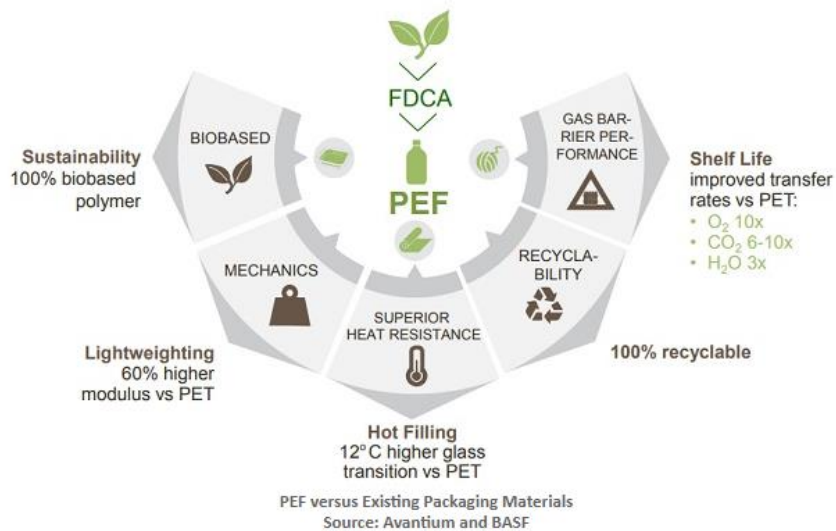 FDCA
PEF
BIOBASED
Sustainability
100% biobased
polymer
MECHANICS
Lightweighting
60% higher
modulus vs PET
SUPERIOR
HEAT RESISTANCE
Hot Filling
12°C higher glass
transition vs PET
RECYCLA-
BILITY
100% recyclable
GAS BAR-
RIER PER-
FORMANCE
Shelf Life
improved transfer
rates vs PET:
• O₂ 10x
• CO₂ 6-10x
• H₂O 3x
PEF versus Existing Packaging Materials
Source: Avantium and BASF